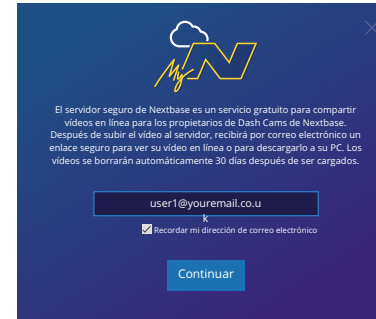 My N
El servidor seguro de Nextbase es un servicio gratuito para compartir
vídeos en línea para los propietarios de Dash Cams de Nextbase.
Después de subir el vídeo al servidor, recibirá por correo electrónico un
enlace seguro para ver su vídeo en línea o para descargarlo a su PC. Los
vídeos se borrarán automáticamente 30 días después de ser cargados.
user1@youremail.co.u
k
Recordar mi dirección de correo electrónico
Continuar